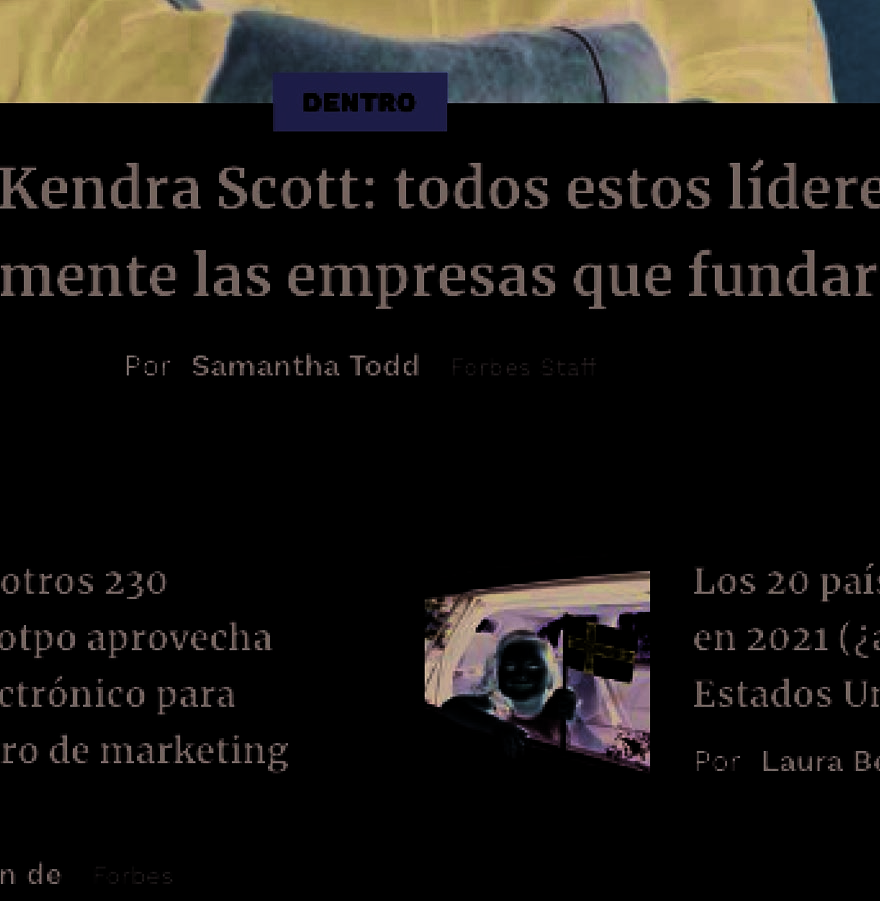 DENTRO
Kendra Scott: todos estos lídere
mente las empresas que fundar
Por Samantha Todd Forbes Staff
otros 230
otpo aprovecha
ctrónico para
ro de marketing
n de Forbes
Los 20 país
en 2021 (¿a
Estados Un
Por Laura Be